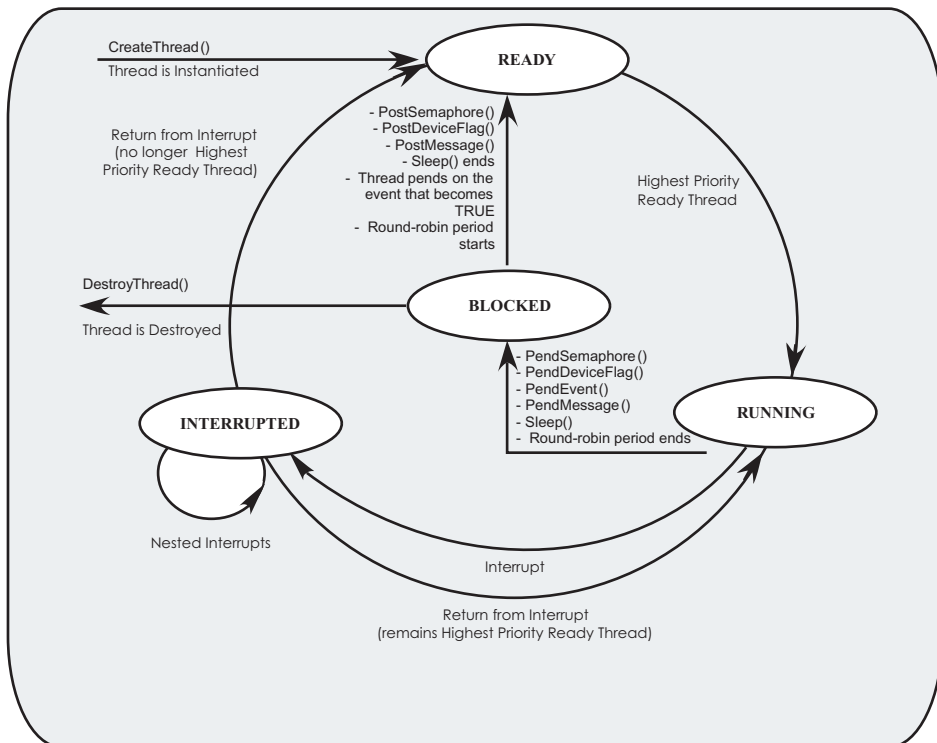 CreateThread()
Thread is Instantiated
READY
- PostSemaphore()
- PostDeviceFlag()
- PostMessage()
- Sleep() ends
- Thread pends on the
event that becomes
TRUE
- Round-robin period
starts
Return from Interrupt
(no longer Highest
Priority Ready Thread)
Highest Priority
Ready Thread
DestroyThread()
Thread is Destroyed
BLOCKED
- PendSemaphore()
- PendDeviceFlag()
- PendEvent()
- PendMessage()
- Sleep()
- Round-robin period ends
RUNNING
INTERRUPTED
Nested Interrupts
Interrupt
Return from Interrupt
(remains Highest Priority Ready Thread)